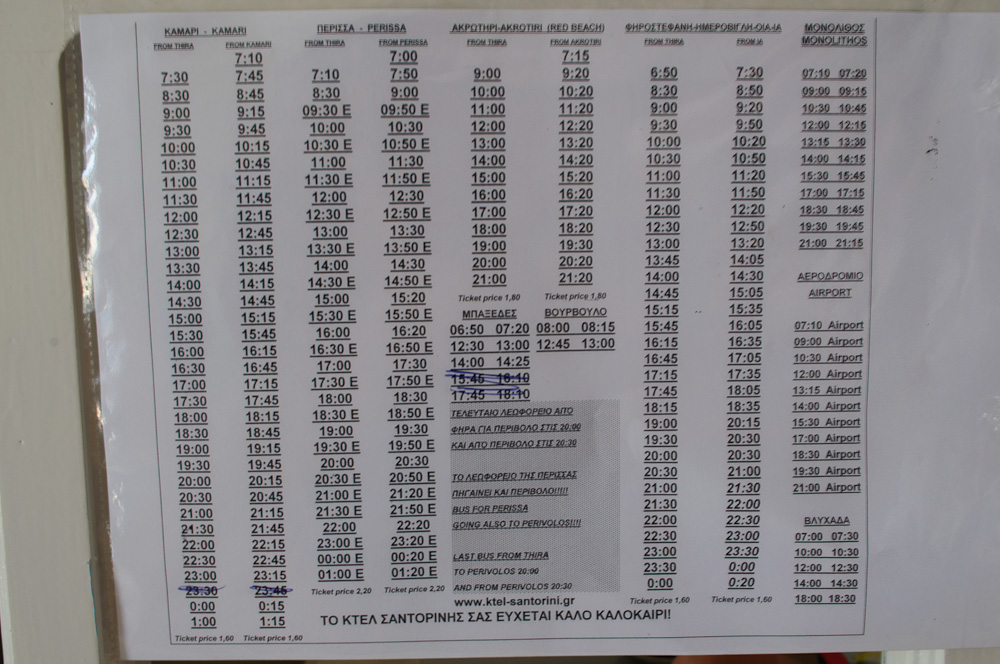 ΚΑΜΑΡΙ - KAMARI
FROM THIRA FROM KAMARI
7:10
7:30 7:45
8:30 8:45
9:00 9:15
9:30 9:45
10:00 10:15
10:30 10:45
11:00 11:15
11:30 11:45
12:00 12:15
12:30 12:45
13:00 13:15
13:30 13:45
14:00 14:15
14:30 14:45
15:00 15:15
15:30 15:45
16:00 16:15
16:30 16:45
17:00 17:15
17:30 17:45
18:00 18:15
18:30 18:45
19:00 19:15
19:30 19:45
20:00 20:15
20:30 20:45
21:00 21:15
21:30 21:45
22:00 22:15
22:30 22:45
23:00 23:15
23:30 23:45
0:00 0:15
1:00 1:15
Ticket price 1,60 Ticket price 1,60
ΠΕΡΙΣΣΑ - PERISSA
FROM THIRA FROM PERISSA
7:00
7:10 7:50
8:30 9:00
09:30 E 09:50 E
10:00 10:30
10:30 E 10:50 E
11:00 11:30
11:30 E 11:50 E
12:00 12:30
12:30 E 12:50 E
13:00 13:30
13:30 E 13:50 E
14:00 14:30
14:30 E 14:50 E
15:00 15:20
15:30 E 15:50 E
16:00 16:20
16:30 E 16:50 E
17:00 17:30
17:30 E 17:50 E
18:00 18:30
18:30 E 18:50 E
19:00 19:30
19:30 E 19:50 E
20:00 20:30
20:30 E 20:50 E
21:00 E 21:20 E
21:30 E 21:50 E
22:00 22:20
23:00 E 23:20 E
00:00 E 00:20 E
01:00 E 01:20 E
Ticket price 2,20 Ticket price 2,20
ΑΚΡΩΤΗΡΙ-AKROTIRI (RED BEACH)
FROM THIRA FROM AKROTIRI
7:15
9:00 9:20
10:00 10:20
11:00 11:20
12:00 12:20
13:00 13:20
14:00 14:20
15:00 15:20
16:00 16:20
17:00 17:20
18:00 18:20
19:00 19:30
20:00 20:20
21:00 21:20
Ticket price 1,80 Ticket price 1,80
ΜΠΑΞΕΔΕΣ ΒΟΥΡΒΟΥΛΟ
06:50 07:20 08:00 08:15
12:30 13:00 12:45 13:00
14:00 14:25
15:45 16:10
17:45 18:10
ΤΕΛΕΥΤΑΙΟ ΛΕΩΦΟΡΕΙΟ ΑΠΟ
ΦΗΡΑ ΓΙΑ ΠΕΡΙΒΟΛΟ ΣΤΙΣ 20:00
ΚΑΙ ΑΠΟ ΠΕΡΙΒΟΛΟ ΣΤΙΣ 20:30
ΤΟ ΛΕΩΦΟΡΕΙΟ ΤΗΣ ΠΕΡΙΣΣΑΣ
ΠΗΓΑΙΝΕΙ ΚΑΙ ΠΕΡΙΒΟΛΟ!!!!!
BUS FOR PERISSA
GOING ALSO TO PERIVOLOS!!!!
LAST BUS FROM THIRA
TO PERIVOLOS 20:00
AND FROM PERIVOLOS 20:30
www.ktel-santorini.gr
ΦΗΡΟΣΤΕΦΑΝΗ-ΗΜΕΡΟΒΙΓΛΗ-ΟΙΑ-IA
FROM THIRA FROM IA
6:50 7:30
8:30 8:50
9:00 9:20
9:30 9:50
10:00 10:20
10:30 10:50
11:00 11:20
11:30 11:50
12:00 12:20
12:30 12:50
13:00 13:20
13:45 14:05
14:00 14:30
14:45 15:05
15:15 15:35
15:45 16:05
16:15 16:35
16:45 17:05
17:15 17:35
17:45 18:05
18:15 18:35
19:00 20:15
19:30 20:30
20:00 20:30
20:30 21:00
21:00 21:30
21:30 22:00
22:00 22:30
22:30 23:00
23:00 23:30
23:30 0:00
0:00 0:20
Ticket price 1,60 Ticket price 1,60
ΜΟΝΟΛΙΘΟΣ
MONOLITHOS
07:10 07:20
09:00 09:15
10:30 10:45
12:00 12:15
13:15 13:30
14:00 14:15
15:30 15:45
17:00 17:15
18:30 18:45
19:30 19:45
21:00 21:15
ΑΕΡΟΔΡΟΜΙΟ
AIRPORT
07:10 Airport
09:00 Airport
10:30 Airport
12:00 Airport
13:15 Airport
14:00 Airport
15:30 Airport
17:00 Airport
18:30 Airport
19:30 Airport
21:00 Airport
ΒΛΥΧΑΔΑ
07:00 07:30
10:00 10:30
12:00 12:30
14:00 14:30
18:00 18:30
ΤΟ ΚΤΕΛ ΣΑΝΤΟΡΙΝΗΣ ΣΑΣ ΕΥΧΕΤΑΙ ΚΑΛΟ ΚΑΛΟΚΑΙΡΙ!!